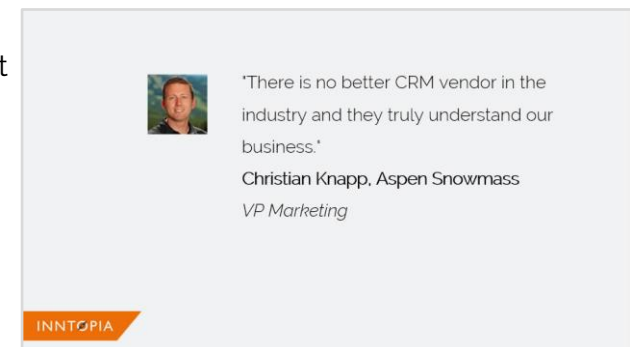 t
"There is no better CRM vendor in the
industry and they truly understand our
business."
Christian Knapp, Aspen Snowmass
VP Marketing
INNTOPIA